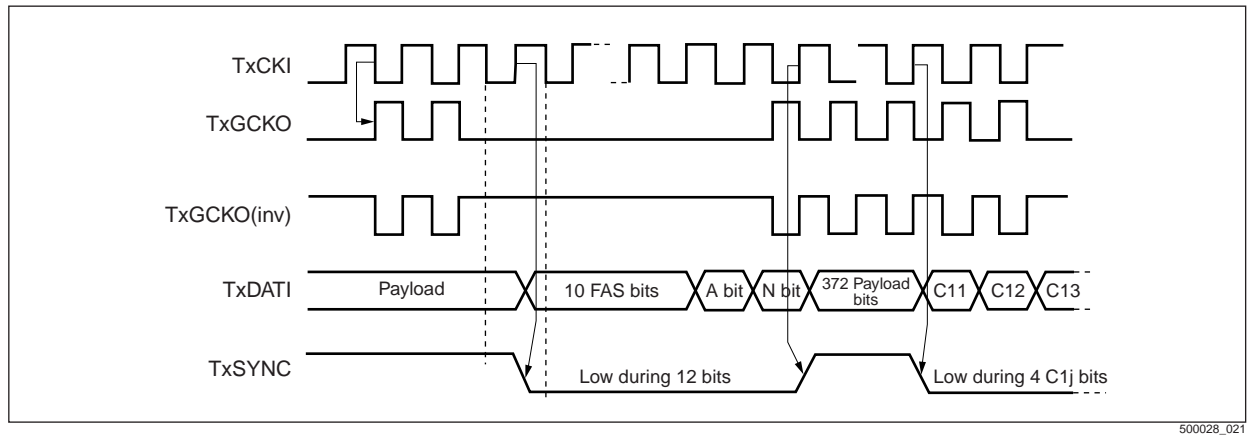 TxCKI
TxGCKO
TxGCKO(inv)
TxDATI
Payload
10 FAS bits
A bit
N bit
372 Payload
bits
C11
C12
C13
TxSYNC
Low during 12 bits
Low during 4 C1j bits
500028_021